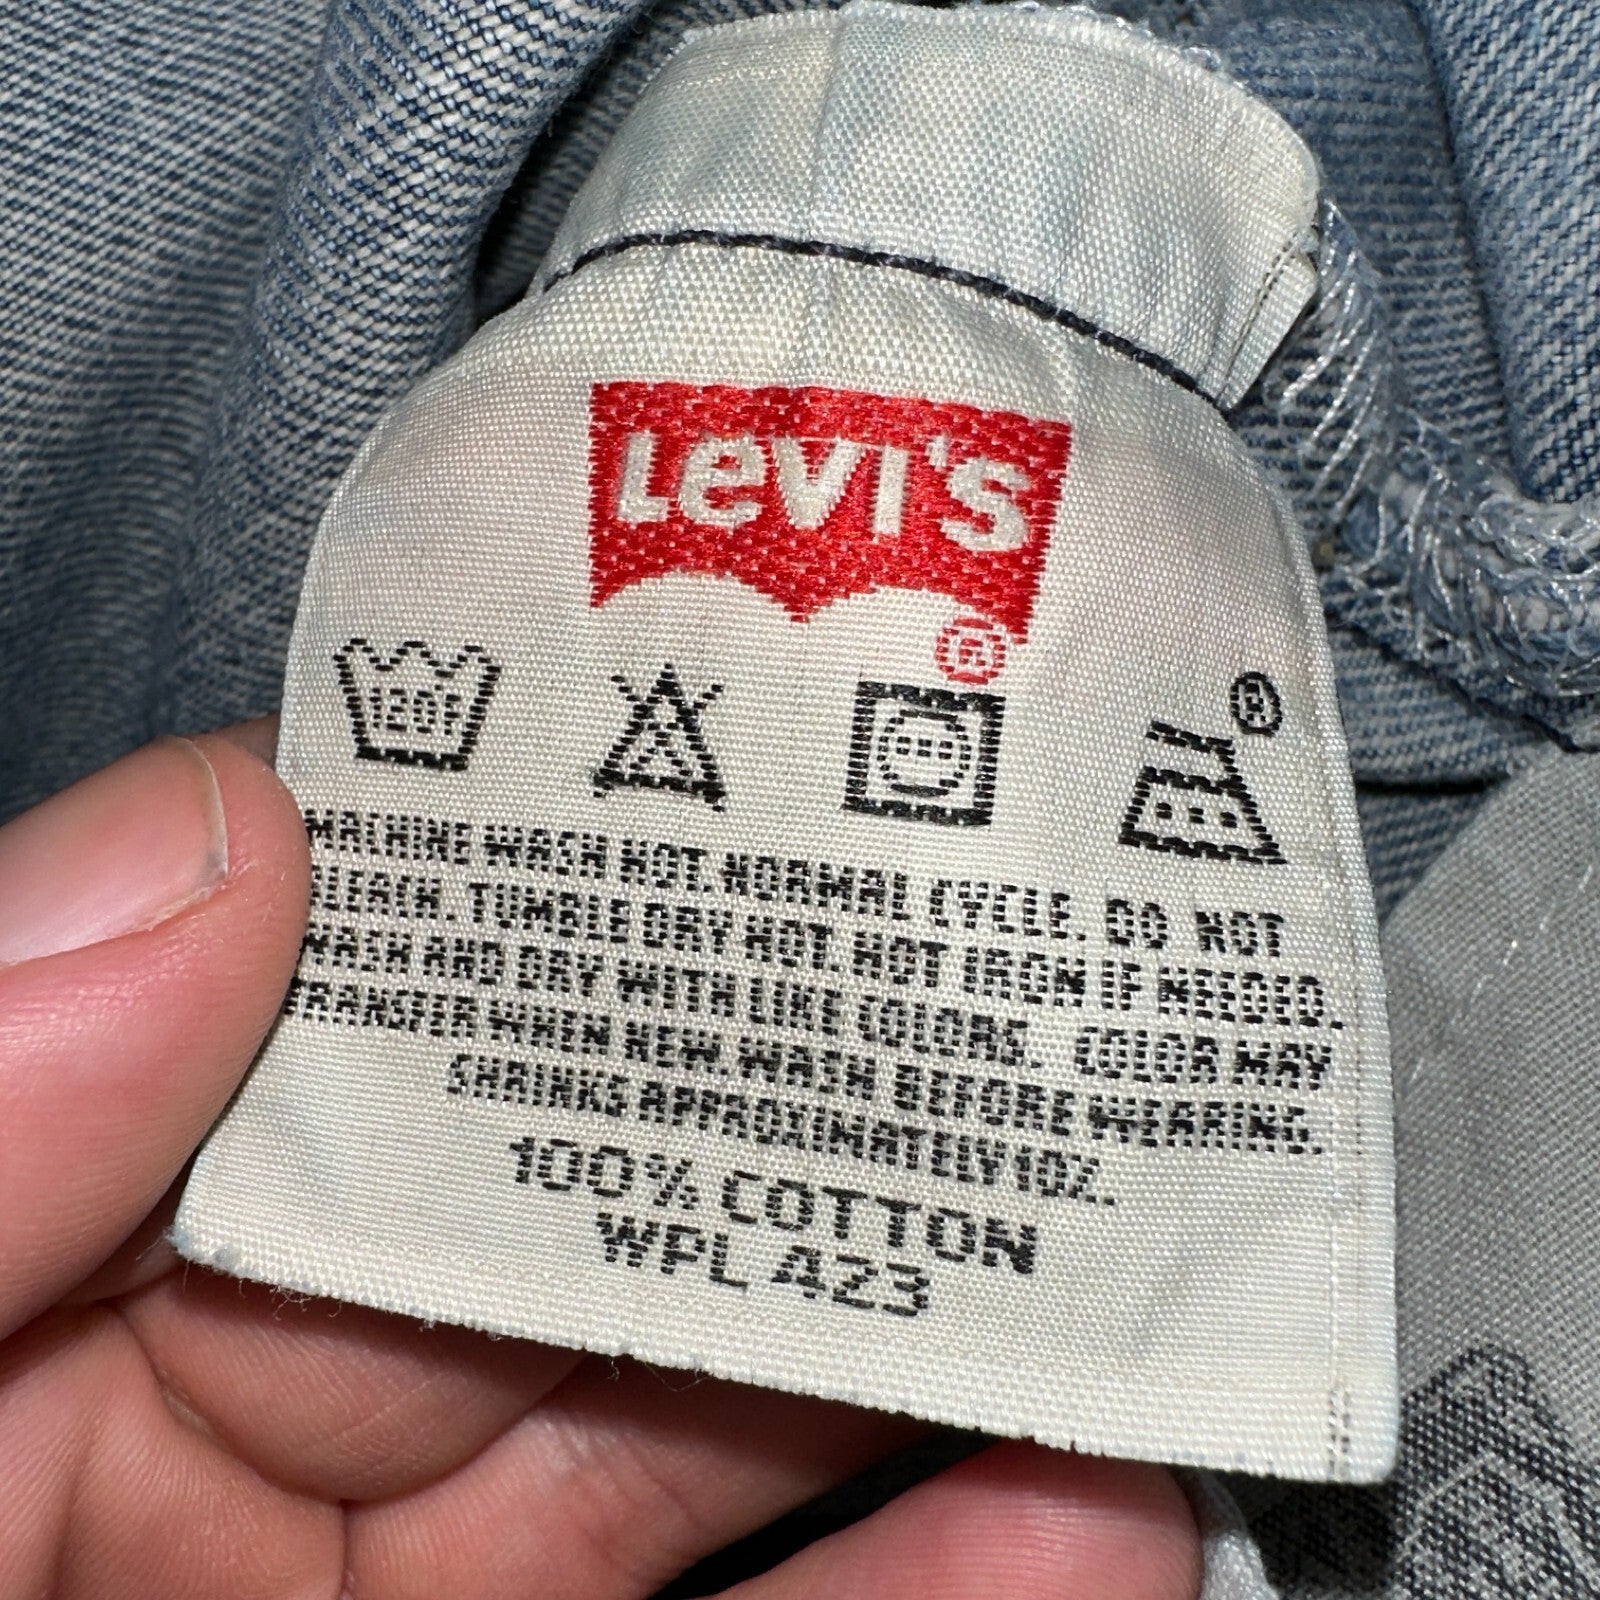 LEVI'S
®
120°F
®
MACHINE WASH HOT. NORMAL CYCLE. DO NOT
BLEACH. TUMBLE DRY HOT. HOT IRON IF NEEDED.
WASH AND DRY WITH LIKE COLORS. COLOR MAY
TRANSFER WHEN NEW. WASH BEFORE WEARING.
SHRINKS APPROXIMATELY 10%.
100% COTTON
WPL 423